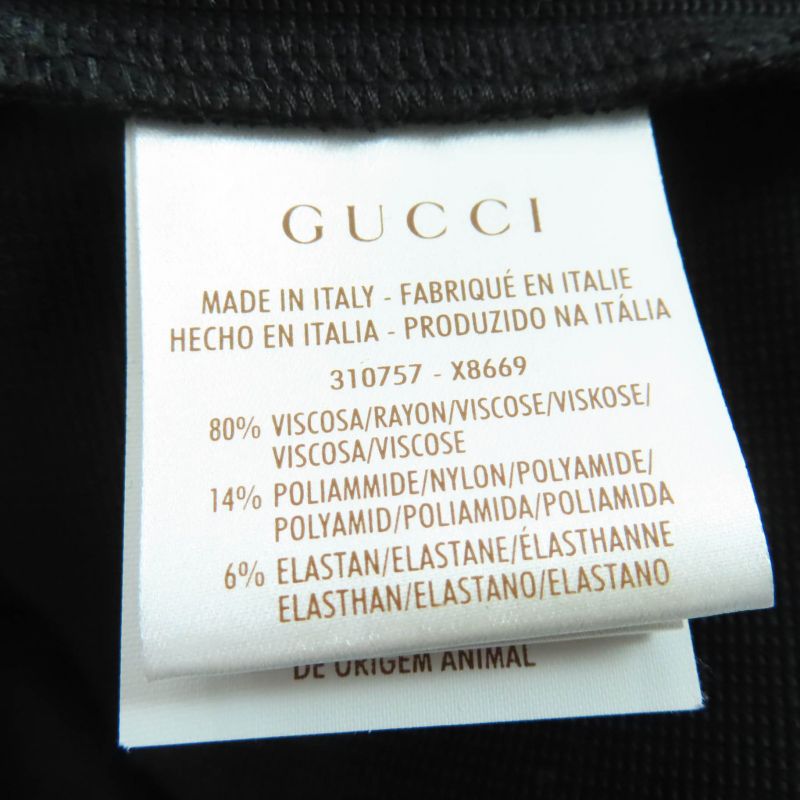 GUCCI
MADE IN ITALY - FABRIQUÉ EN ITALIE
HECHO EN ITALIA - PRODUZIDO NA ITÁLIA
310757 - X8669
80% VISCOSA/RAYON/VISCOSE/VISKOSE/
VISCOSA/VISCOSE
14% POLIAMMIDE/NYLON/POLYAMIDE/
POLYAMID/POLIAMIDA/POLIAMIDA
6% ELASTAN/ELASTANE/ÉLASTHANNE
ELASTHAN/ELASTANO/ELASTANO
DE ORIGEM ANIMAL